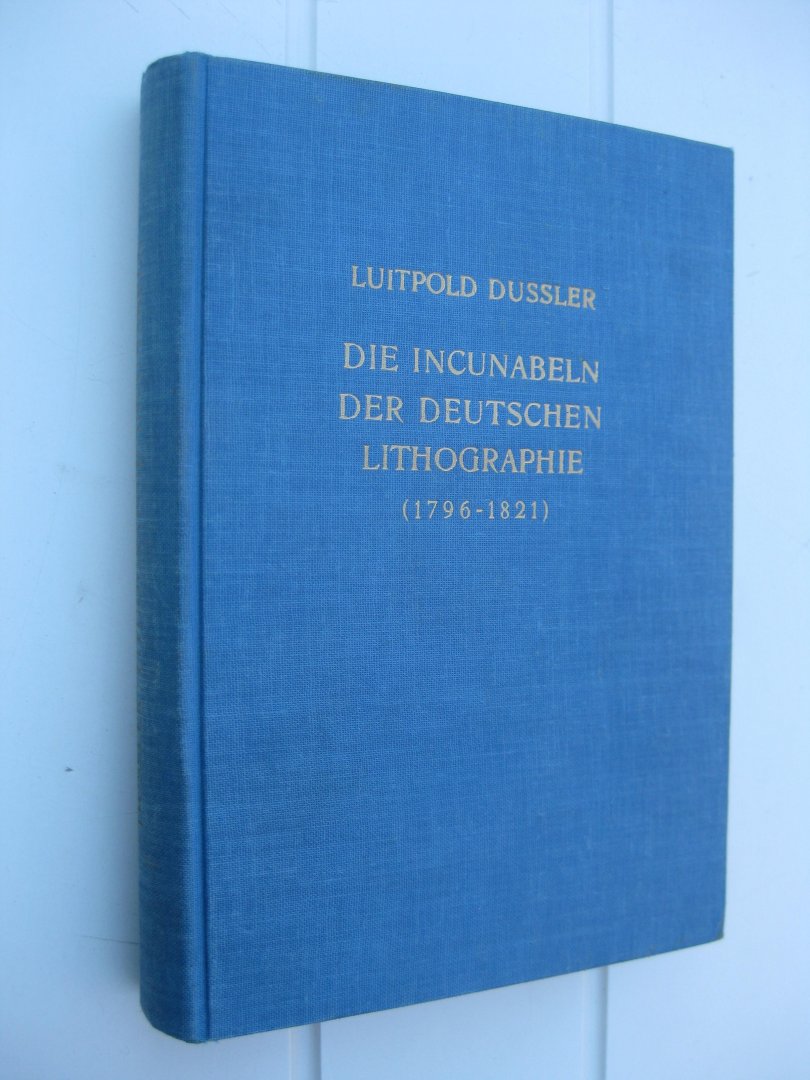 LUITPOLD DUSSLER
DIE INCUNABELN
DER DEUTSCHEN
LITHOGRAPHIE
(1796-1821)